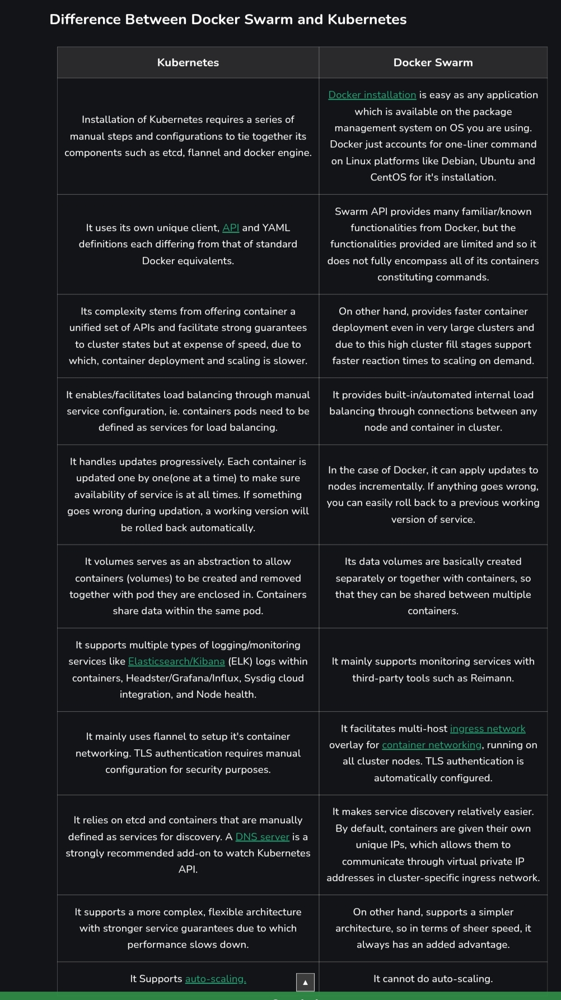 Difference Between Docker Swarm and Kubernetes
Kubernetes
Docker Swarm
Installation of Kubernetes requires a series of
manual steps and configurations to tie together its
components such as etcd, flannel and docker engine.
Docker installation is easy as any application
which is available on the package
management system on OS you are using.
Docker just accounts for one-liner command
on Linux platforms like Debian, Ubuntu and
CentOS for it's installation.
It uses its own unique client, API and YAML
definitions each differing from that of standard
Docker equivalents.
Swarm API provides many familiar/known
functionalities from Docker, but the
functionalities provided are limited and so it
does not fully encompass all of its containers
constituting commands.
Its complexity stems from offering container a
unified set of APIs and facilitate strong guarantees
to cluster states but at expense of speed, due to
which, container deployment and scaling is slower.
On other hand, provides faster container
deployment even in very large clusters and
due to this high cluster fill stages support
faster reaction times to scaling on demand.
It enables/facilitates load balancing through manual
service configuration, ie. containers pods need to be
defined as services for load balancing.
It provides built-in/automated internal load
balancing through connections between any
node and container in cluster.
It handles updates progressively. Each container is
updated one by one(one at a time) to make sure
availability of service is at all times. If something
goes wrong during updation, a working version will
be rolled back automatically.
In the case of Docker, it can apply updates to
nodes incrementally. If anything goes wrong,
you can easily roll back to a previous working
version of service.
It volumes serves as an abstraction to allow
containers (volumes) to be created and removed
together with pod they are enclosed in. Containers
share data within the same pod.
Its data volumes are basically created
separately or together with containers, so
that they can be shared between multiple
containers.
It supports multiple types of logging/monitoring
services like Elasticsearch/Kibana (ELK) logs within
containers, Headster/Grafana/Influx, Sysdig cloud
integration, and Node health.
It mainly supports monitoring services with
third-party tools such as Reimann.
It mainly uses flannel to setup it's container
networking. TLS authentication requires manual
configuration for security purposes.
It facilitates multi-host ingress network
overlay for container networking, running on
all cluster nodes. TLS authentication is
automatically configured.
It relies on etcd and containers that are manually
defined as services for discovery. A DNS server is a
strongly recommended add-on to watch Kubernetes
API.
It makes service discovery relatively easier.
By default, containers are given their own
unique IPs, which allows them to
communicate through virtual private IP
addresses in cluster-specific ingress network.
It supports a more complex, flexible architecture
with stronger service guarantees due to which
performance slows down.
On other hand, supports a simpler
architecture, so in terms of sheer speed, it
always has an added advantage.
It Supports auto-scaling.
It cannot do auto-scaling.